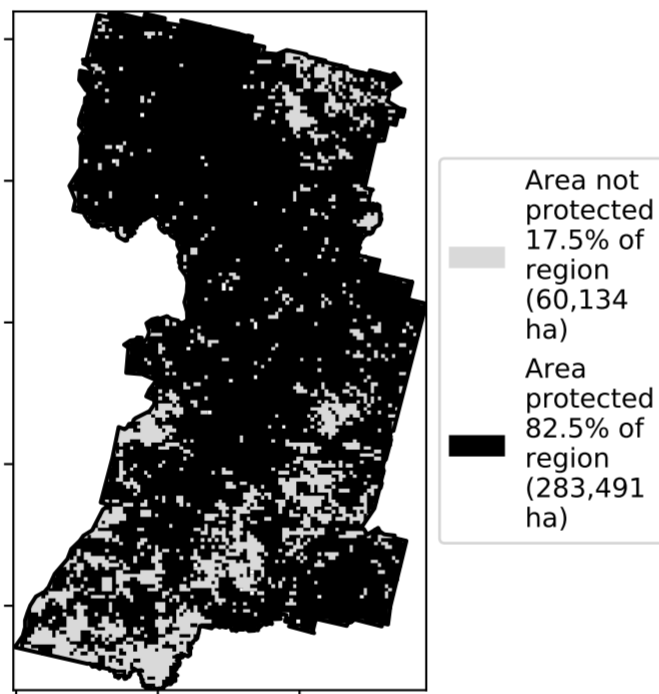 Area not
protected
17.5% of
region
(60,134
ha)
Area
protected
82.5% of
region
(283,491
ha)